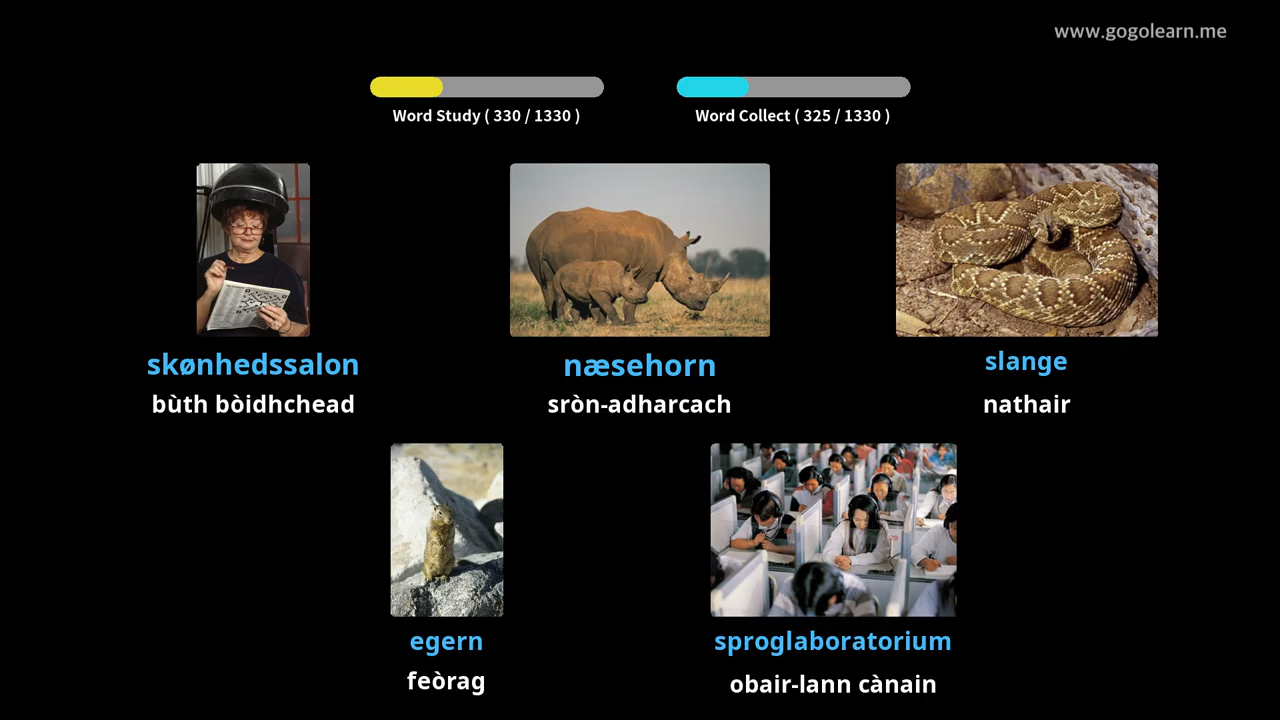 www.gogolearn.me
Word Study ( 330 / 1330 )
Word Collect ( 325 / 1330 )
skønhedssalon
bùth bòidhchead
næsehorn
sròn-adharcach
slange
nathair
egern
feòrag
sproglaboratorium
obair-lann cànain